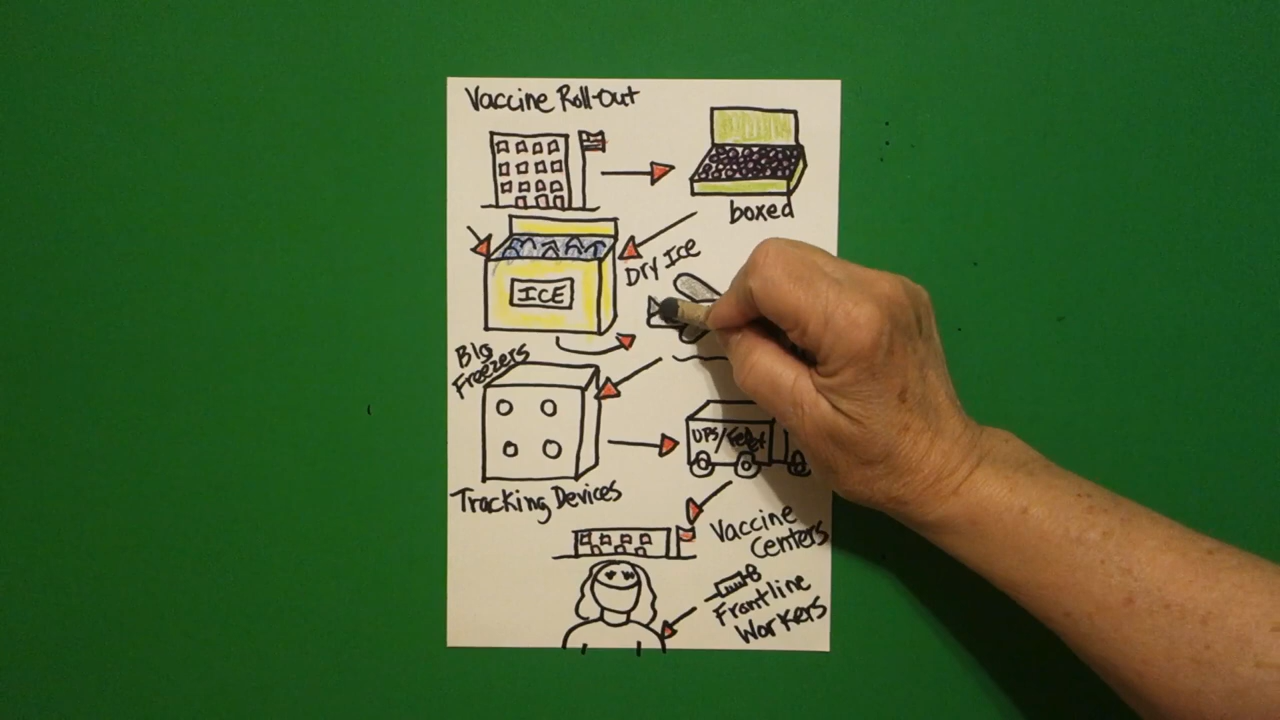 Vaccine Roll-Out
boxed
Dry Ice
ICE
Big
Freezers
UPS/FedEx
Tracking Devices
Vaccine
Centers
Frontline
Workers